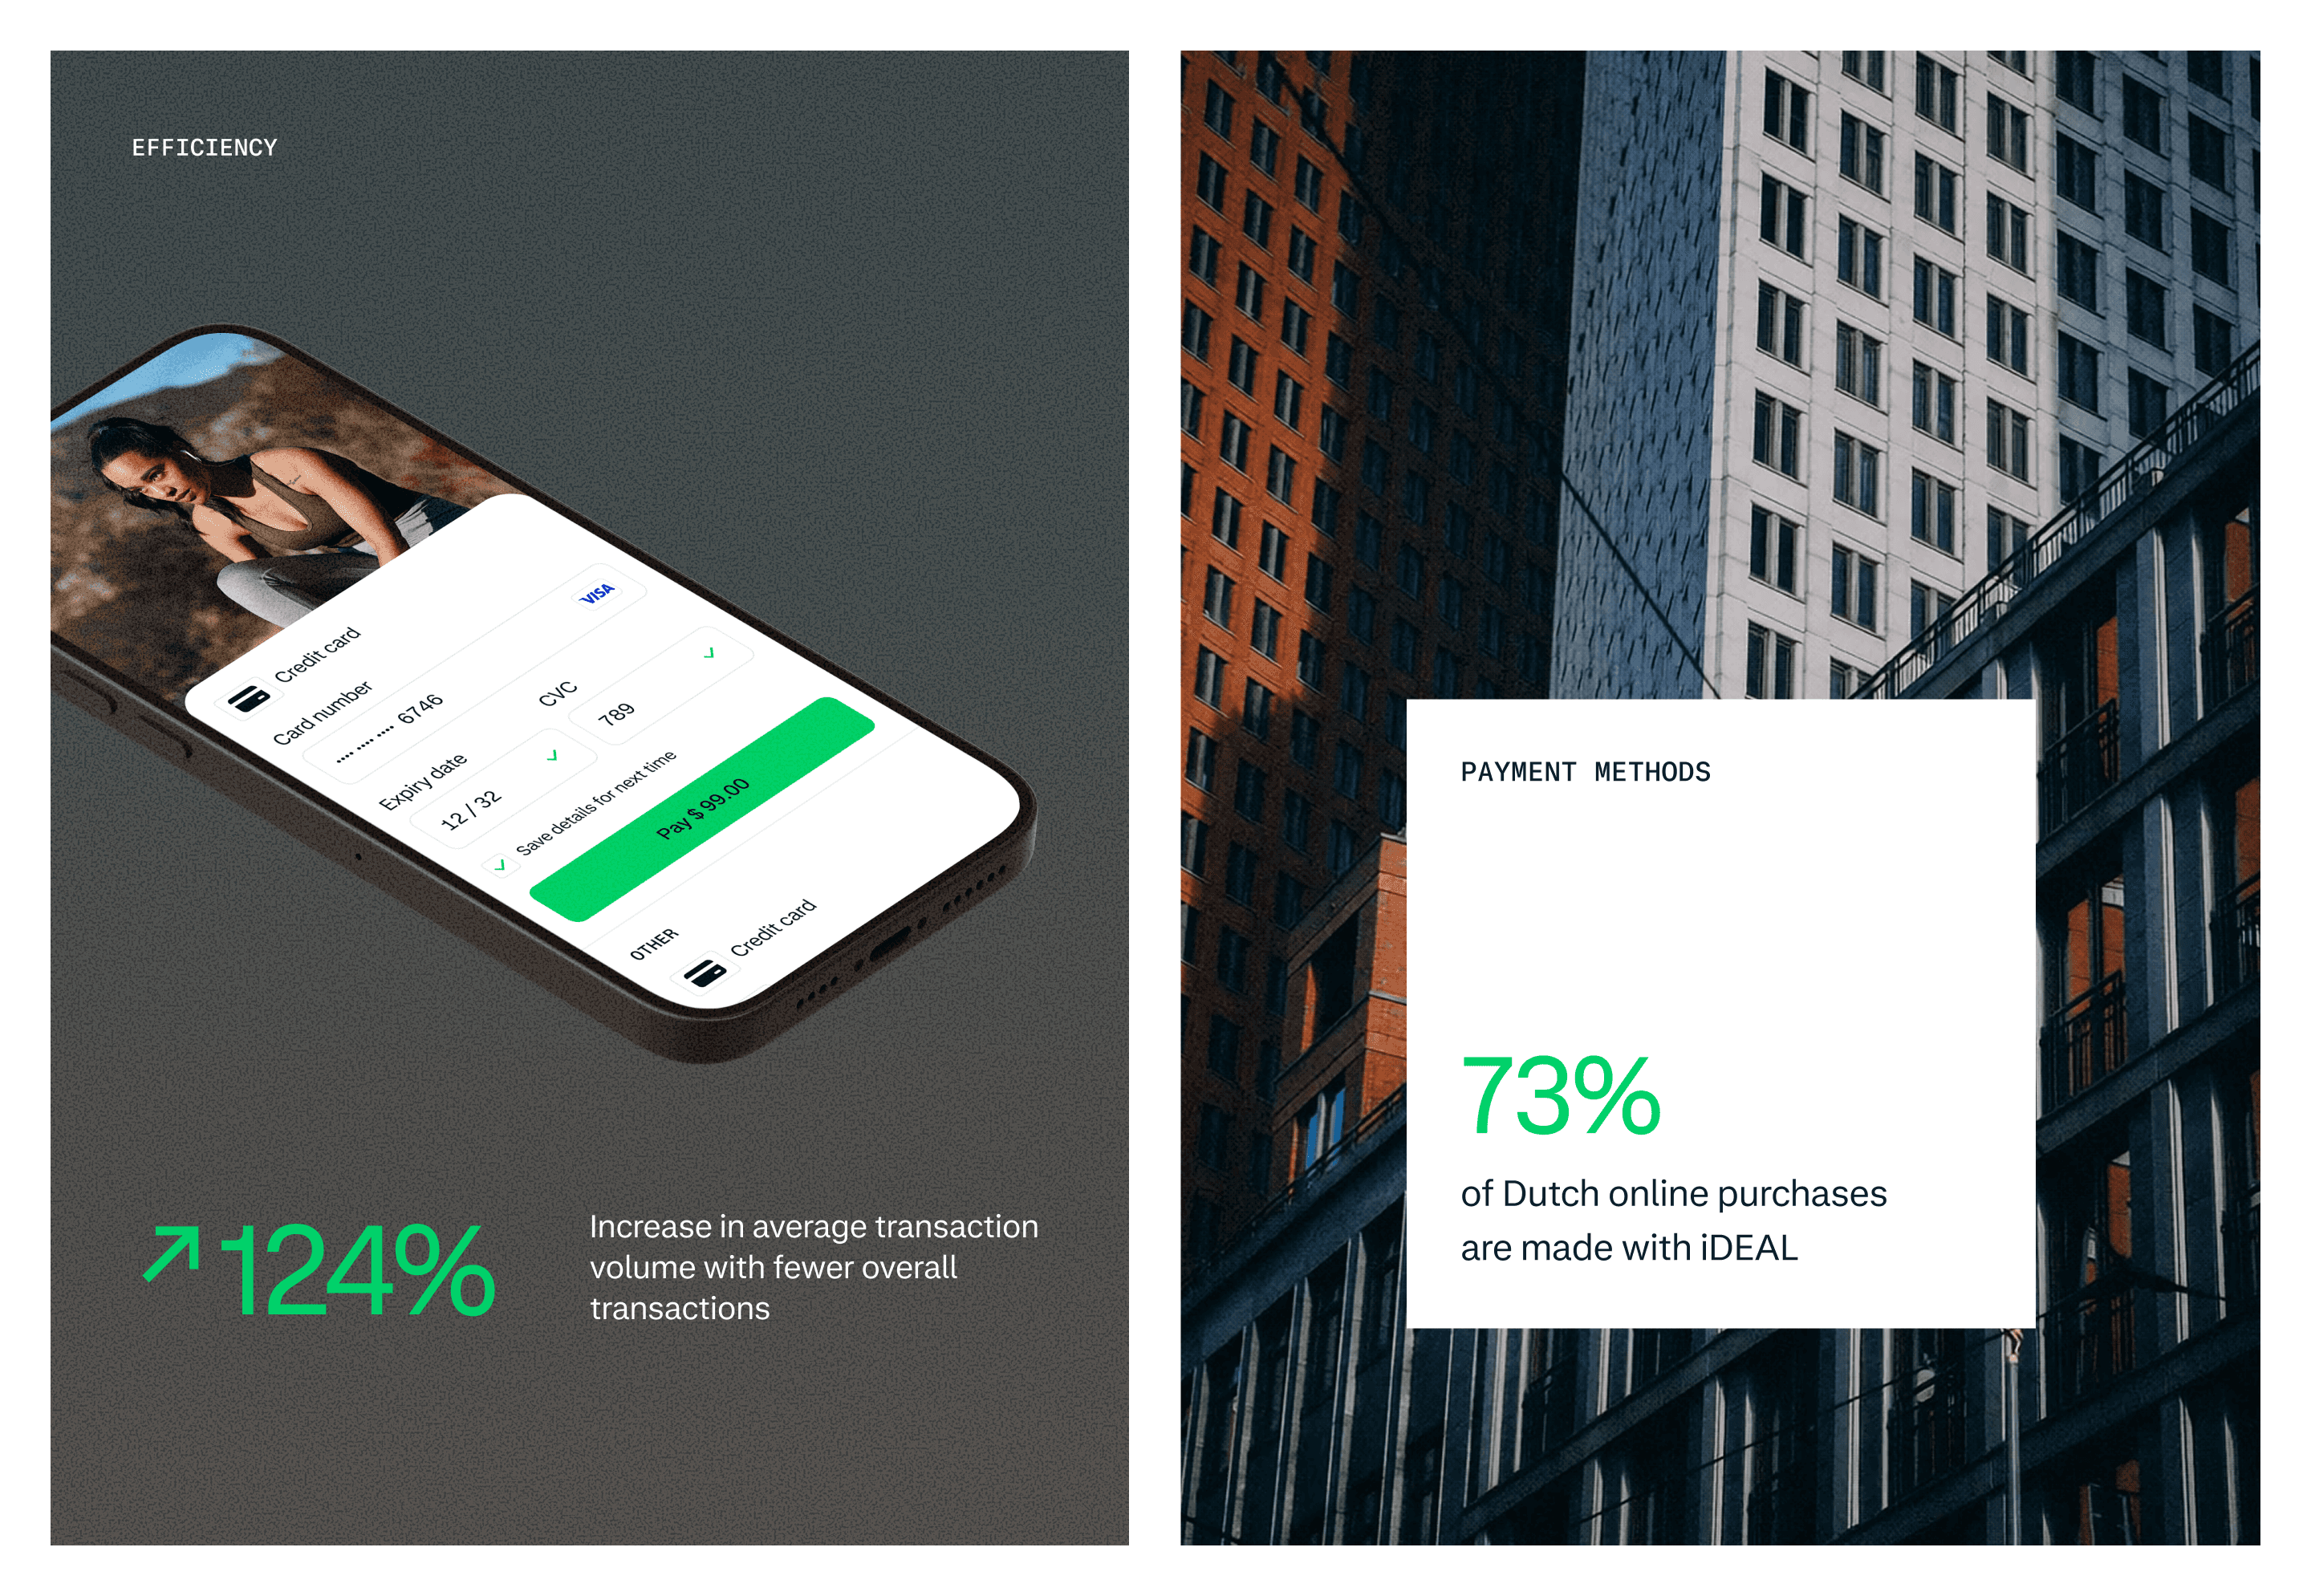 EFFICIENCY
VISA
Credit card
Card number
•••• •••• •••• 6746
Expiry date
CVC
12 / 32
789
Save details for next time
Pay $ 99.00
OTHER
Credit card
↗124%
Increase in average transaction
volume with fewer overall
transactions
PAYMENT METHODS
73%
of Dutch online purchases
are made with iDEAL